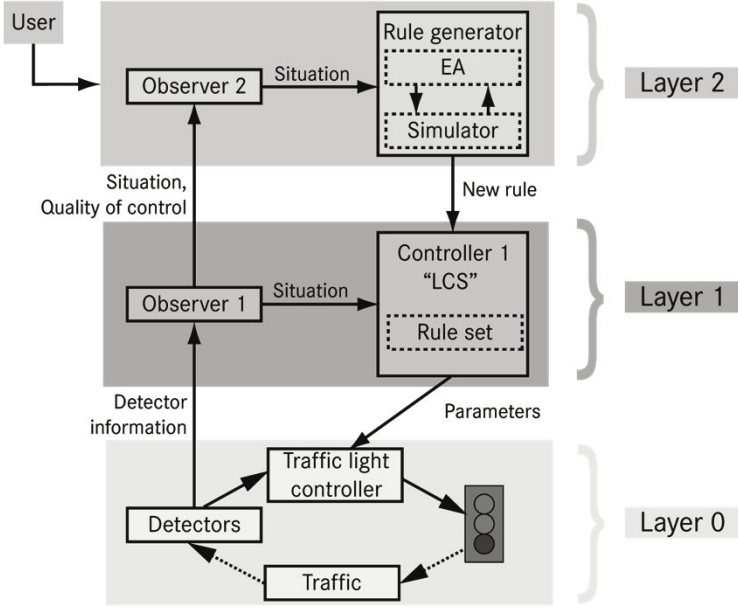 User
Rule generator
EA
Simulator
Observer 2
Situation
Layer 2
Situation,
Quality of control
New rule
Controller 1
“LCS”
Rule set
Observer 1
Situation
Layer 1
Detector
information
Parameters
Traffic light
controller
Detectors
Traffic
Layer 0